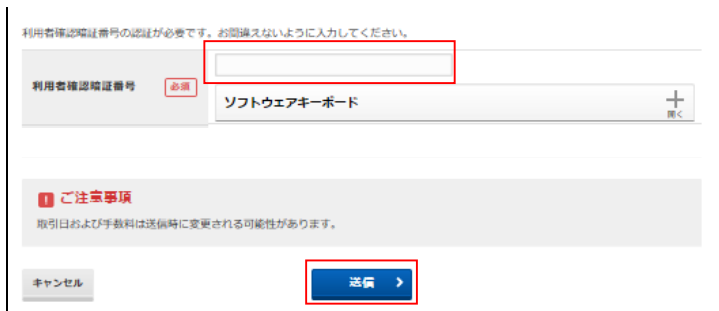 利用者確認暗証番号の認証が必要です。お間違えないように入力してください。
利用者確認暗証番号 必須
ソフトウェアキーボード
開く
ご注意事項
取引日および手数料は送信時に変更される可能性があります。
キャンセル
送信